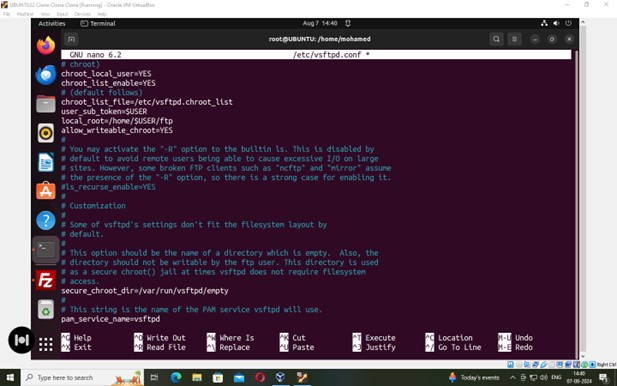 UBUNTU22 Clone Clone Clone [Running] - Oracle VM VirtualBox
File Machine View Input Devices Help
Activities Terminal Aug 7 14:40
root@UBUNTU: /home/mohamed
GNU nano 6.2 /etc/vsftpd.conf *
# chroot)
chroot_local_user=YES
chroot_list_enable=YES
# (default follows)
chroot_list_file=/etc/vsftpd.chroot_list
user_sub_token=$USER
local_root=/home/$USER/ftp
allow_writeable_chroot=YES
#
# You may activate the "-R" option to the builtin ls. This is disabled by
# default to avoid remote users being able to cause excessive I/O on large
# sites. However, some broken FTP clients such as "ncftp" and "mirror" assume
# the presence of the "-R" option, so there is a strong case for enabling it.
#ls_recurse_enable=YES
#
# Customization
#
# Some of vsftpd's settings don't fit the filesystem layout by
# default.
#
# This option should be the name of a directory which is empty. Also, the
# directory should not be writable by the ftp user. This directory is used
# as a secure chroot() jail at times vsftpd does not require filesystem
# access.
secure_chroot_dir=/var/run/vsftpd/empty
#
# This string is the name of the PAM service vsftpd will use.
pam_service_name=vsftpd
^G Help ^O Write Out ^W Where Is ^K Cut ^T Execute ^C Location M-U Undo
^X Exit ^R Read File ^\ Replace ^U Paste ^J Justify ^/ Go To Line M-E Redo
Right Ctrl
Type here to search Today's events ENG 14:40
07-08-2024